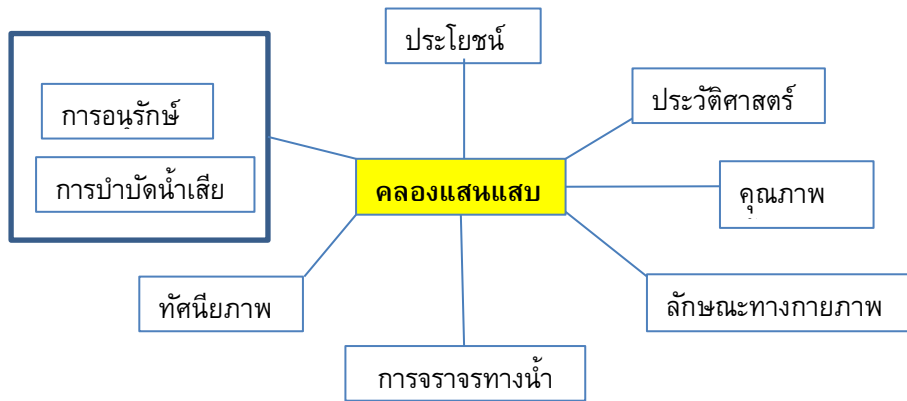 ประโยชน์
ประวัติศาสตร์
การอนุรักษ์
การบำบัดน้ำเสีย
คลองแสนแสบ
คุณภาพ
ทัศนียภาพ
ลักษณะทางกายภาพ
การจราจรทางน้ำ